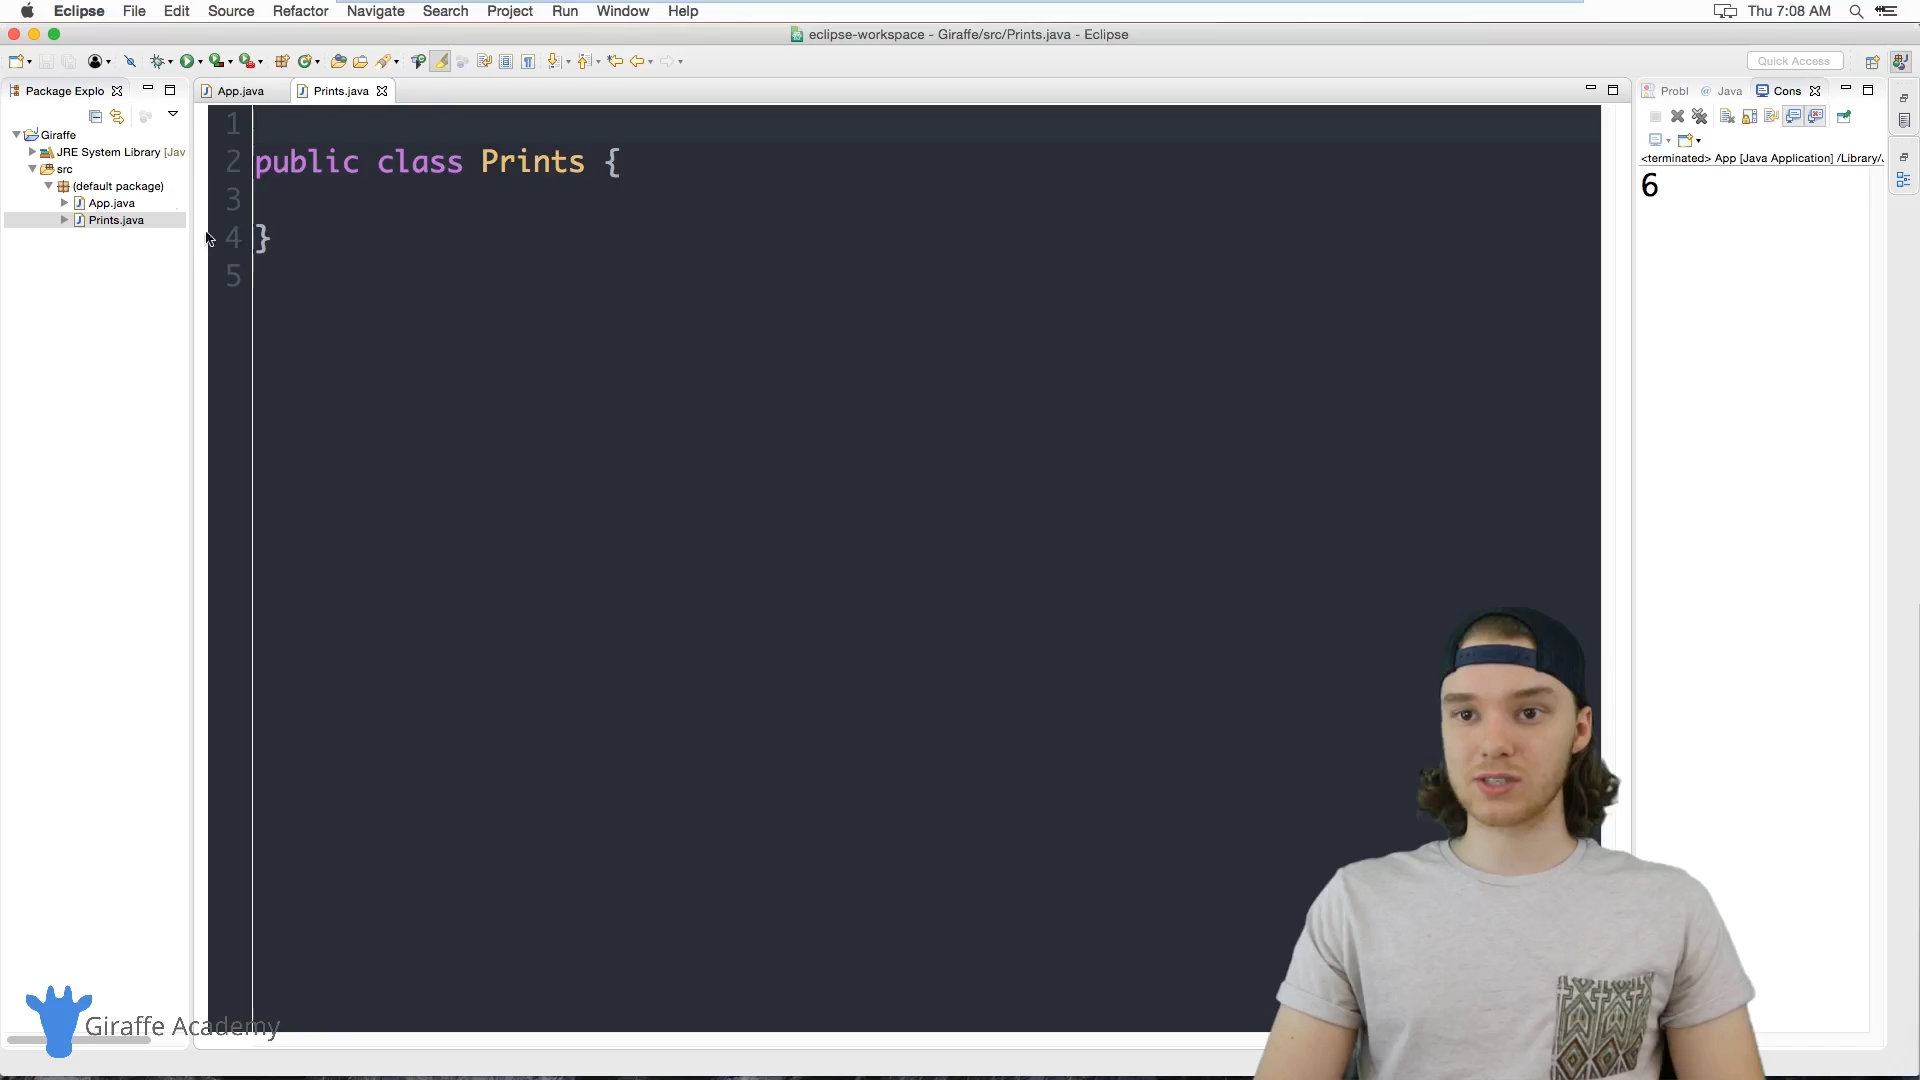 Eclipse File Edit Source Refactor Navigate Search Project Run Window Help Thu 7:08 AM
eclipse-workspace - Giraffe/src/Prints.java - Eclipse
Quick Access
Package Explo
App.java
Prints.java
Probl
Java
Cons
Giraffe
JRE System Library [Jav
src
(default package)
App.java
Prints.java
1
2 public class Prints {
3
4 }
5
<terminated> App [Java Application] /Library/
6
Giraffe Academy